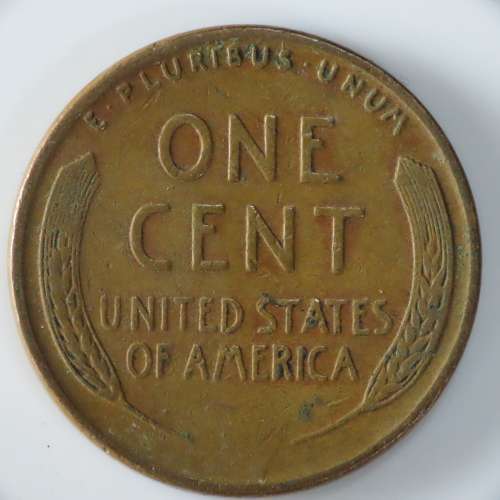 E·PLURIBUS·UNUM
ONE
CENT
UNITED STATES
OF AMERICA